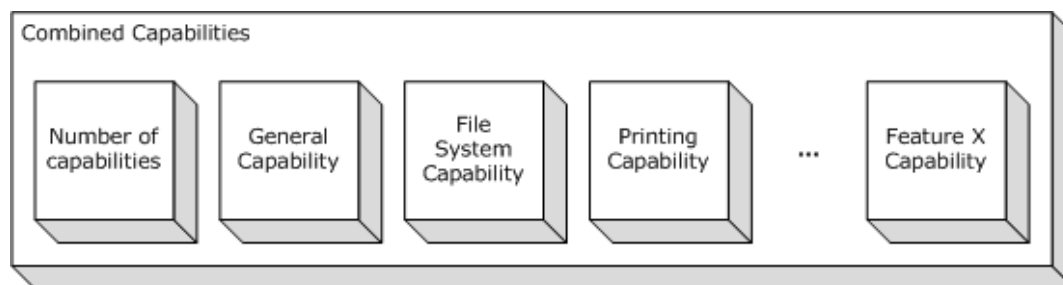 Combined Capabilities
Number of
capabilities
General
Capability
File
System
Capability
Printing
Capability
...
Feature X
Capability